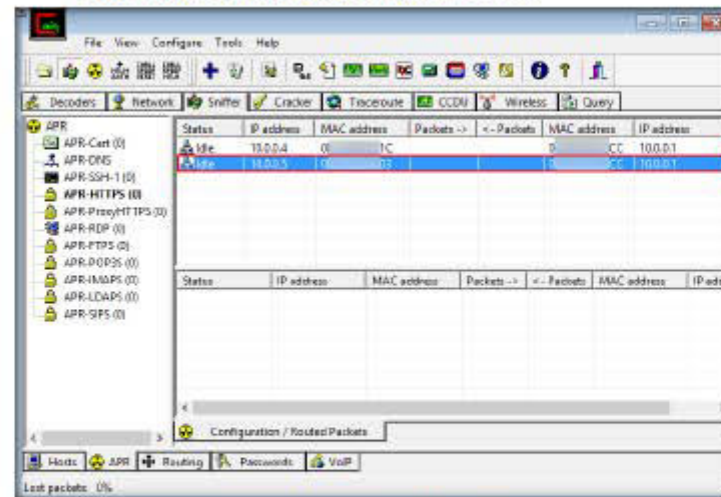 File View Configure Tools Help
Decoders Network Sniffer Cracker Traceroute CCDU Wireless Query
APR
APR-Cert (0)
APR-DNS
APR-SSH-1 (0)
APR-HTTPS (0)
APR-ProxyHTTPS (0)
APR-RDP (0)
APR-FTPS (0)
APR-POP3S (0)
APR-IMAPS (0)
APR-LDAPS (0)
APR-SIPS (0)
Status IP address MAC address Packets -> <- Packets MAC address IP address
Idle 10.0.0.4 0 1C 0 CC 10.0.0.1
Idle 10.0.0.5 0 03 0 CC 10.0.0.1
Status IP address MAC address Packets -> <- Packets MAC address IP add
Configuration / Routed Packets
Hosts APR Routing Passwords VoIP
Lost packets: 0%